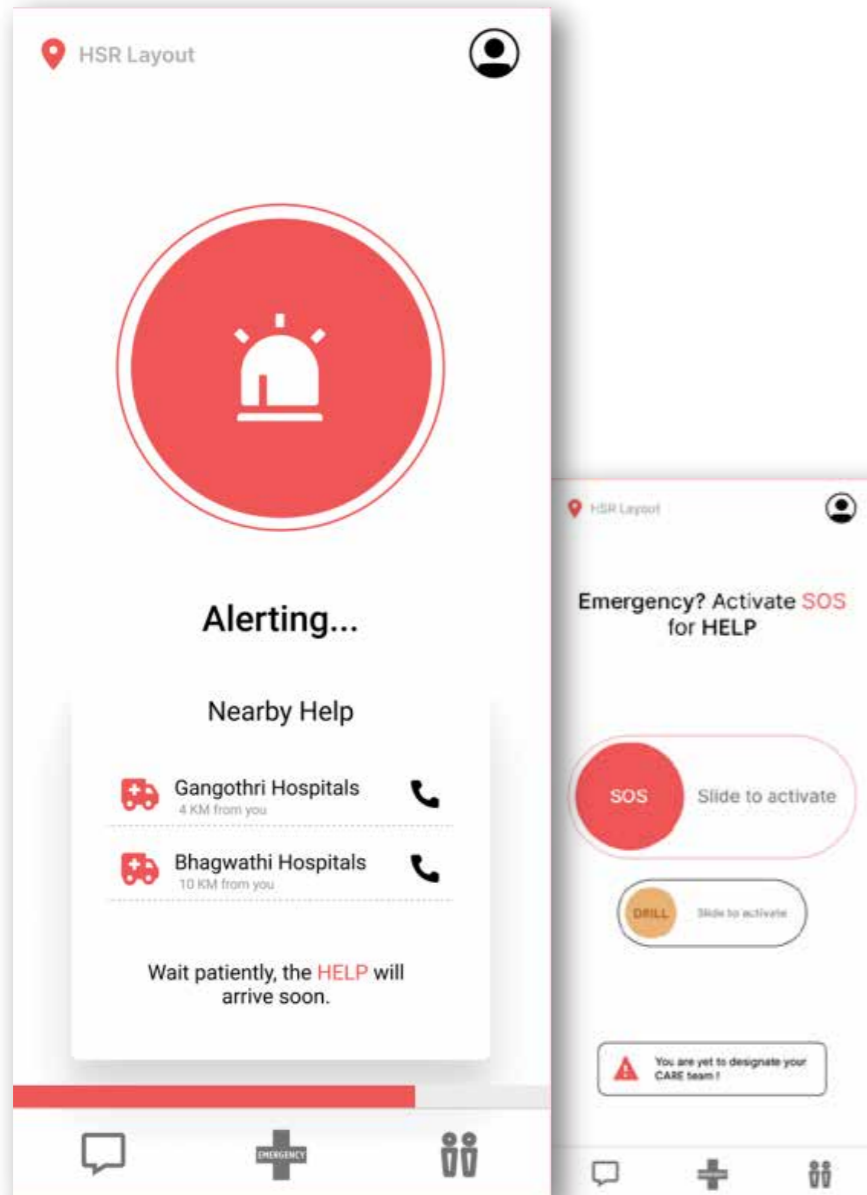 HSR Layout
Alerting...
Nearby Help
Gangothri Hospitals
4 KM from you
Bhagwathi Hospitals
10 KM from you
Wait patiently, the HELP will
arrive soon.
EMERGENCY
HSR Layout
Emergency? Activate SOS
for HELP
SOS Slide to activate
DRILL Slide to activate
You are yet to designate your
CARE team !